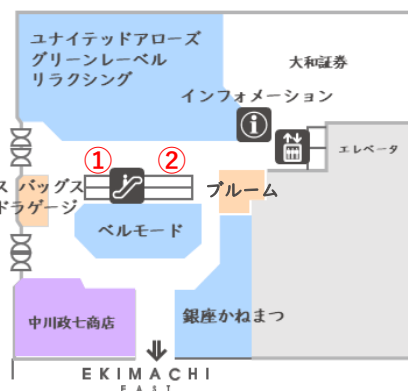 ユナイテッドアローズ
グリーンレーベル
リラクシング
大和証券
インフォメーション
エレベータ
① ②
ス バッグス
ドラゲージ
ブルーム
ベルモード
中川政七商店
銀座かねまつ
EKIMACHI
EAST